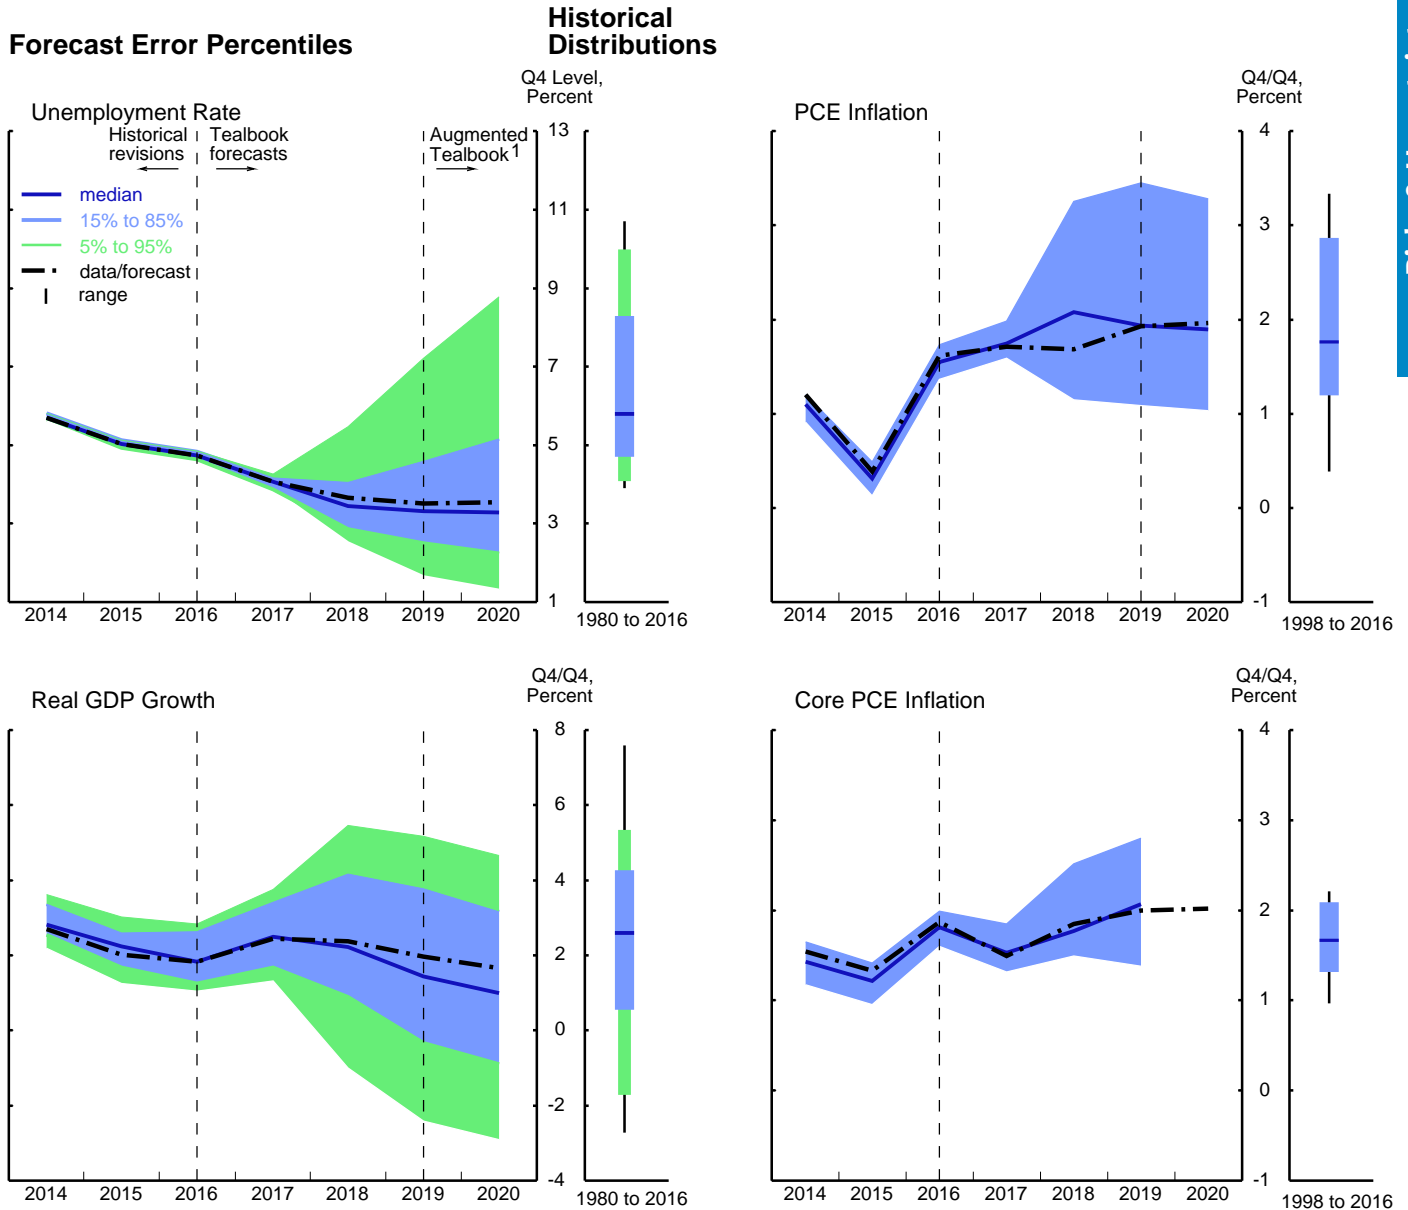 Forecast Error Percentiles
Historical
Distributions
Unemployment Rate
Q4 Level,
Percent
Historical
revisions
Tealbook
forecasts
Augmented
Tealbook1
median
15% to 85%
5% to 95%
data/forecast
range
13
11
9
7
5
3
1
2014 2015 2016 2017 2018 2019 2020
1980 to 2016
PCE Inflation
Q4/Q4,
Percent
4
3
2
1
0
-1
2014 2015 2016 2017 2018 2019 2020
1998 to 2016
Real GDP Growth
Q4/Q4,
Percent
8
6
4
2
0
-2
-4
2014 2015 2016 2017 2018 2019 2020
1980 to 2016
Core PCE Inflation
Q4/Q4,
Percent
4
3
2
1
0
-1
2014 2015 2016 2017 2018 2019 2020
1998 to 2016